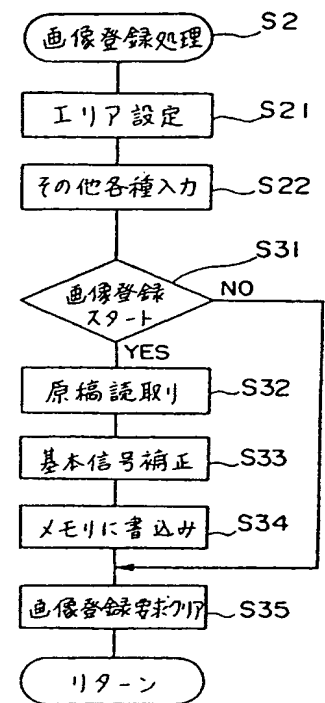 画像登録処理 S2
エリア設定 S21
その他各種入力 S22
S31
画像登録 NO
スタート
YES
原稿読取り S32
基本信号補正 S33
メモリに書込み S34
画像登録要求クリア S35
リターン